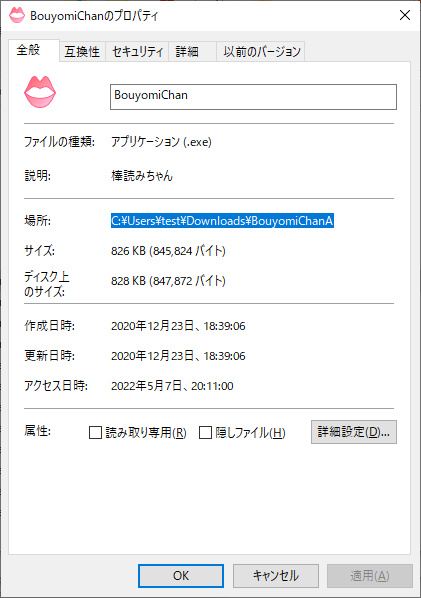 BouyomiChanのプロパティ
全般 互換性 セキュリティ 詳細 以前のバージョン
BouyomiChan
ファイルの種類: アプリケーション (.exe)
説明: 棒読みちゃん
場所: C:¥Users¥test¥Downloads¥BouyomiChanA
サイズ: 826 KB (845,824 バイト)
ディスク上
のサイズ: 828 KB (847,872 バイト)
作成日時: 2020年12月23日、18:39:06
更新日時: 2020年12月23日、18:39:06
アクセス日時: 2022年5月7日、20:11:00
属性: 読み取り専用(R) 隠しファイル(H) 詳細設定(D)...
OK キャンセル 適用(A)